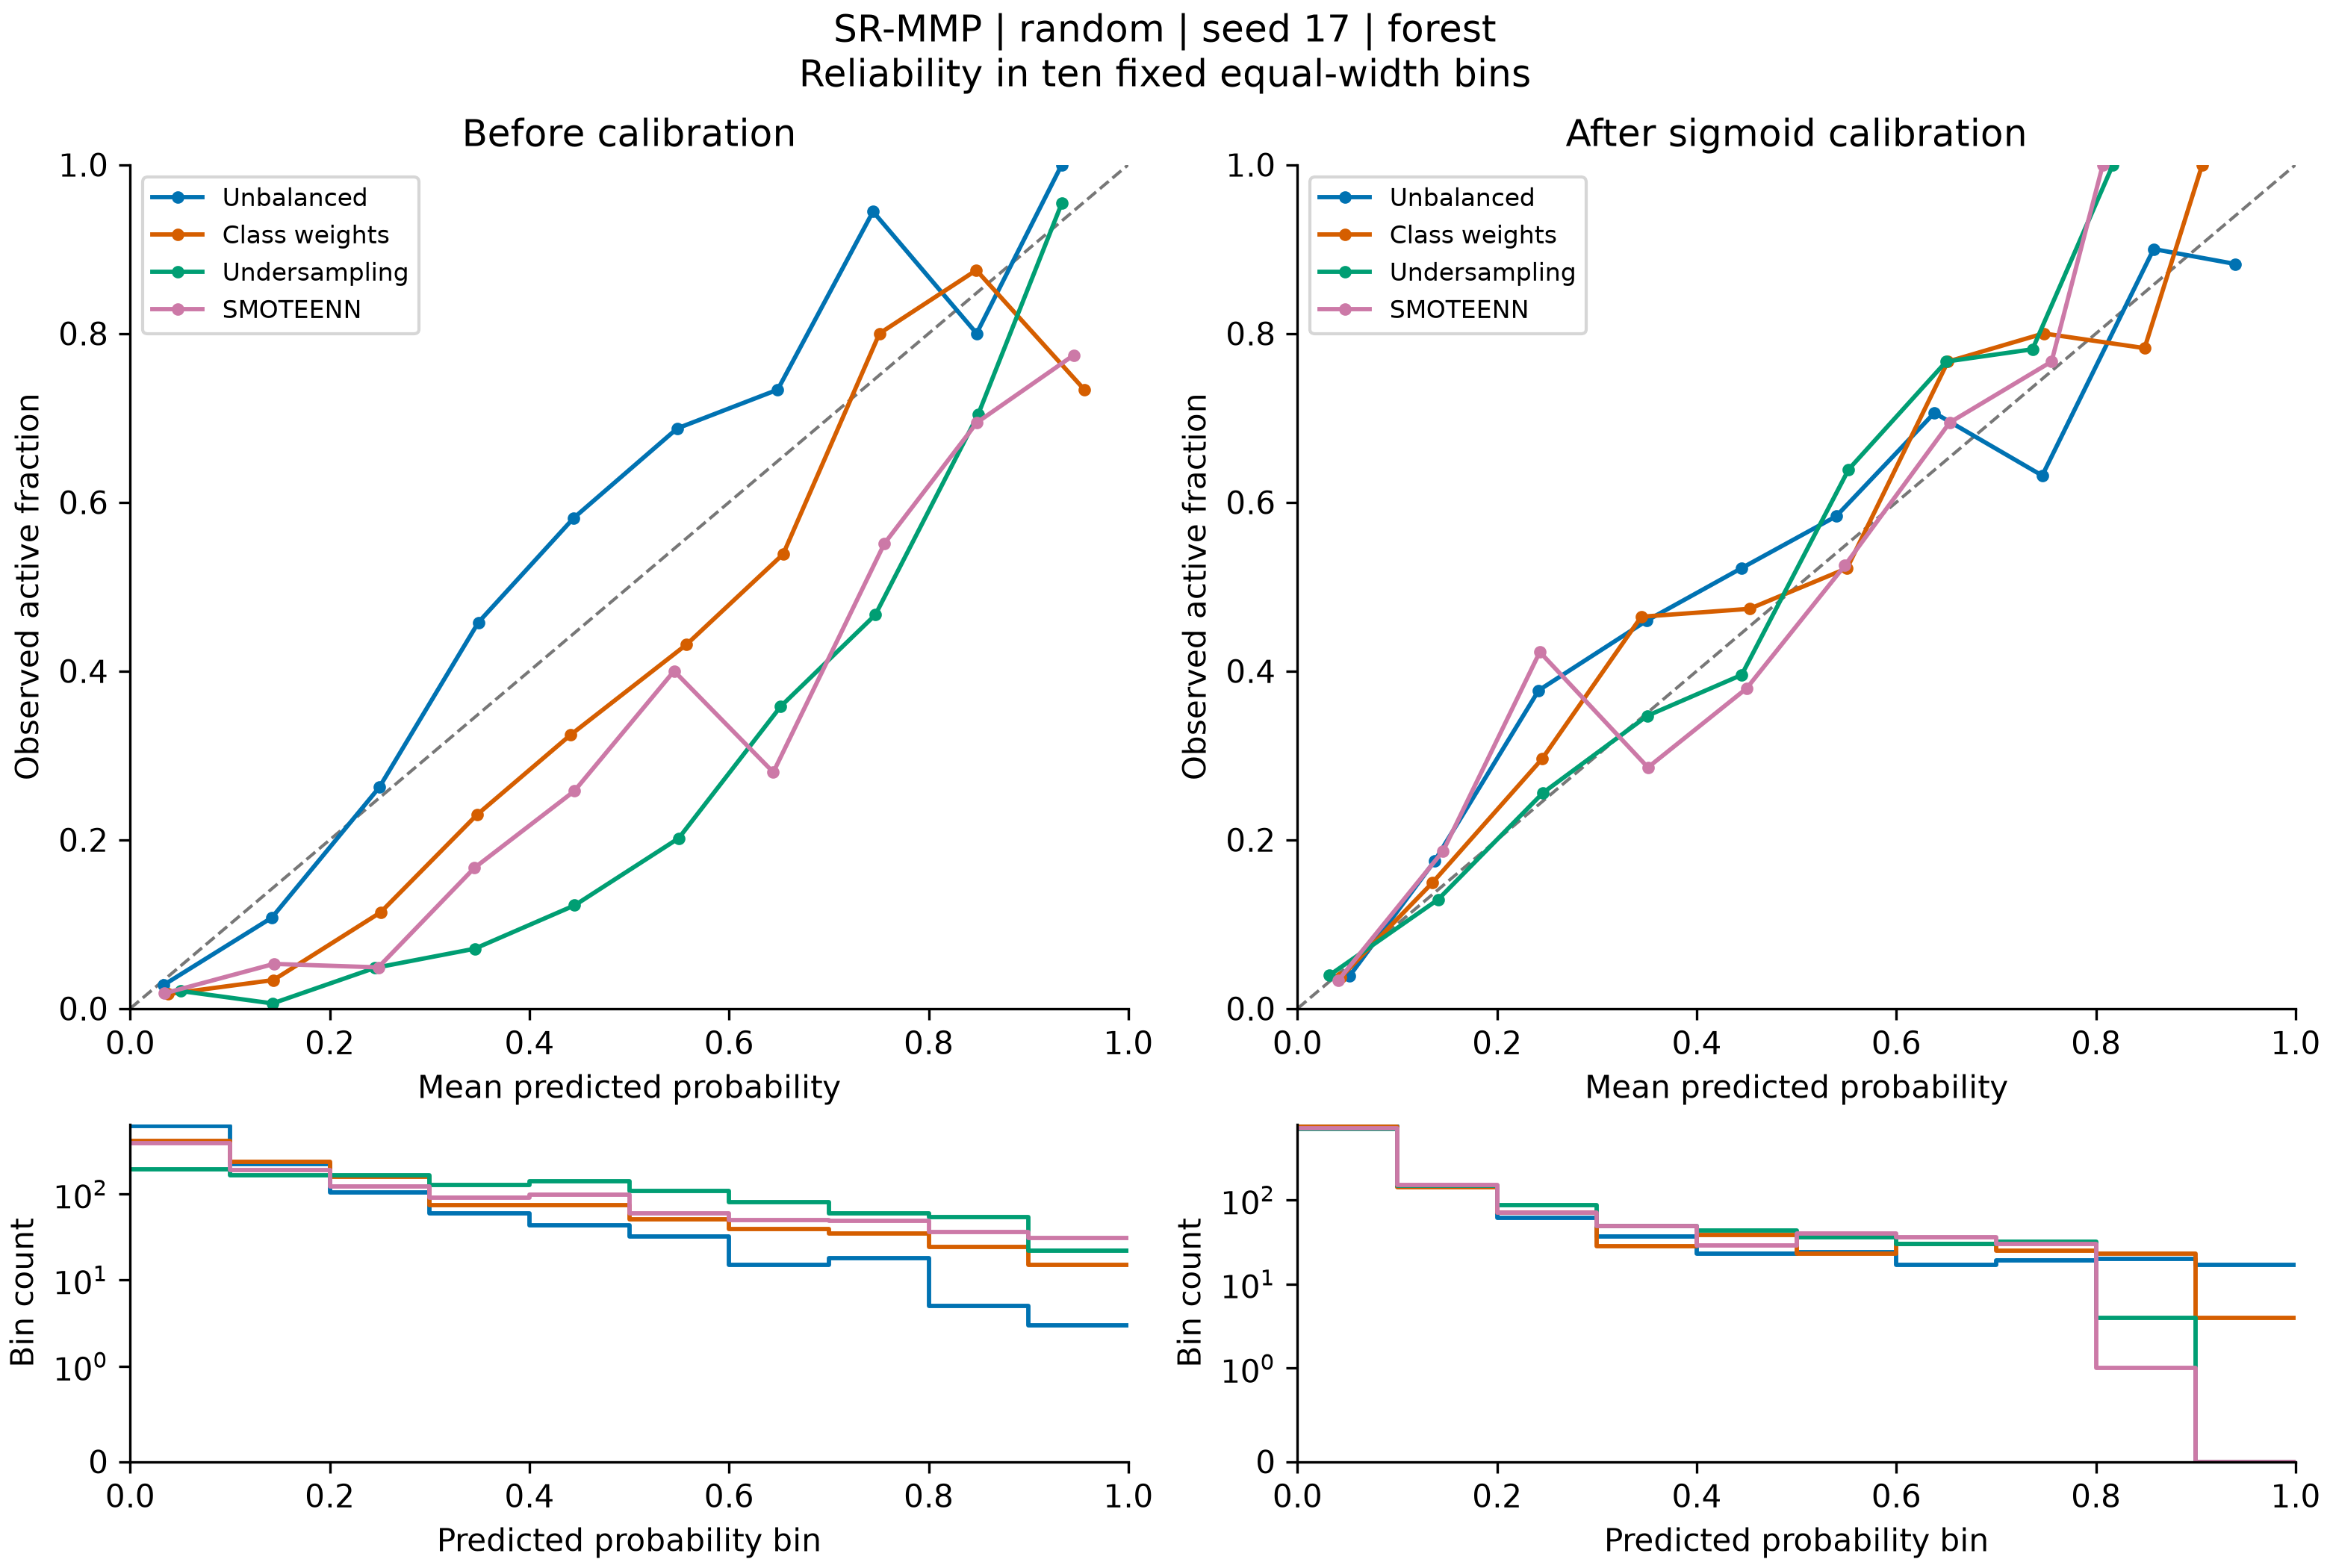 SR-MMP | random | seed 17 | forest
Reliability in ten fixed equal-width bins
Before calibration
1.0
0.8
0.6
0.4
0.2
0.0
Observed active fraction
Unbalanced
Class weights
Undersampling
SMOTEENN
0.0 0.2 0.4 0.6 0.8 1.0
Mean predicted probability
After sigmoid calibration
1.0
0.8
0.6
0.4
0.2
0.0
Observed active fraction
Unbalanced
Class weights
Undersampling
SMOTEENN
0.0 0.2 0.4 0.6 0.8 1.0
Mean predicted probability
10²
10¹
10⁰
0
Bin count
0.0 0.2 0.4 0.6 0.8 1.0
Predicted probability bin
10²
10¹
10⁰
0
Bin count
0.0 0.2 0.4 0.6 0.8 1.0
Predicted probability bin